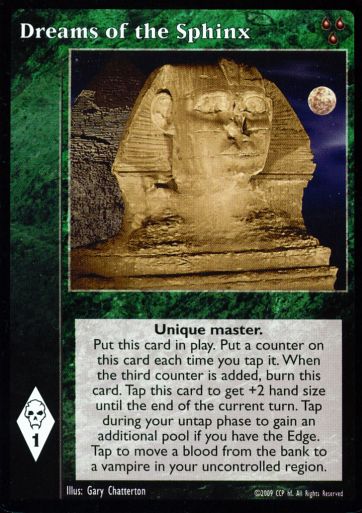 Dreams of the Sphinx
Unique master.
Put this card in play. Put a counter on
this card each time you tap it. When
the third counter is added, burn this
card. Tap this card to get +2 hand size
until the end of the current turn. Tap
during your untap phase to gain an
additional pool if you have the Edge.
Tap to move a blood from the bank to
a vampire in your uncontrolled region.
1
Illus: Gary Chatterton
©2009 CCP hf. All Rights Reserved